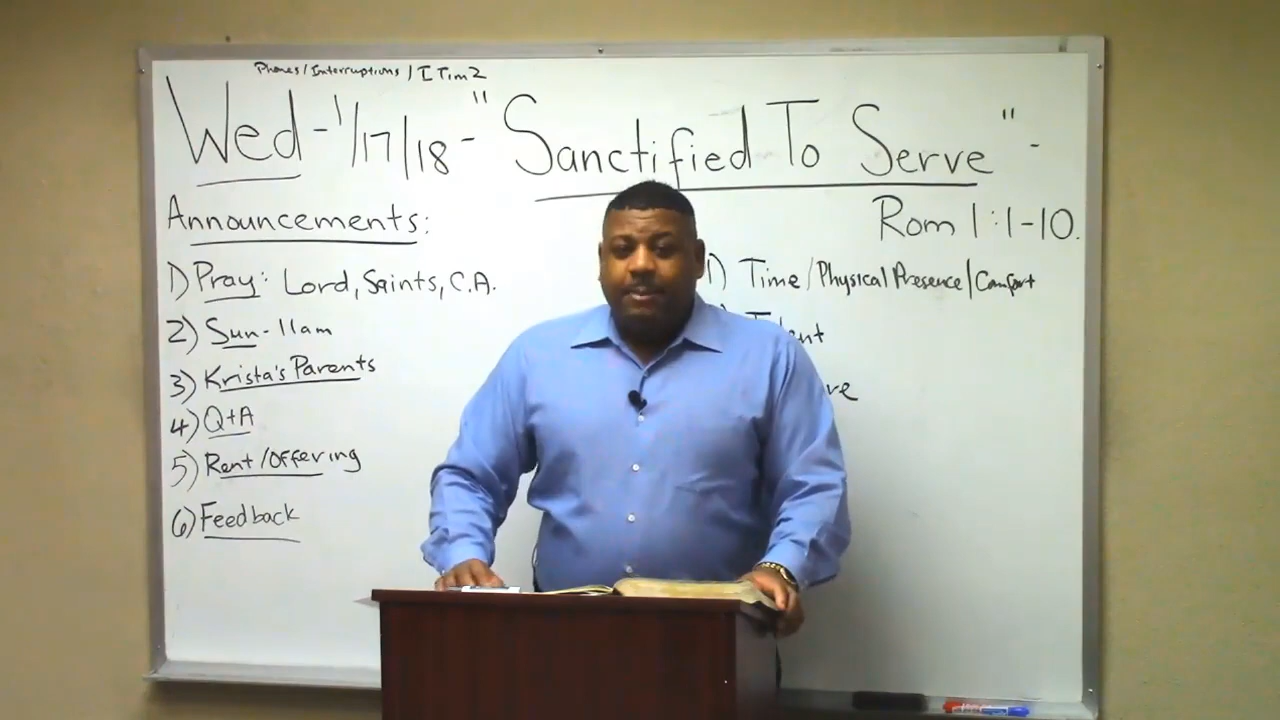 Phones/Interruptions/I Tim 2
Wed-1/17/18-"Sanctified To Serve"-
Rom 1:1-10.
Announcements:
1) Pray: Lord, Saints, C.A.
2) Sun-11am
3) Krista's Parents
4) Q+A
5) Rent/Offering
6) Feedback
1) Time/Physical Presence/Comfort